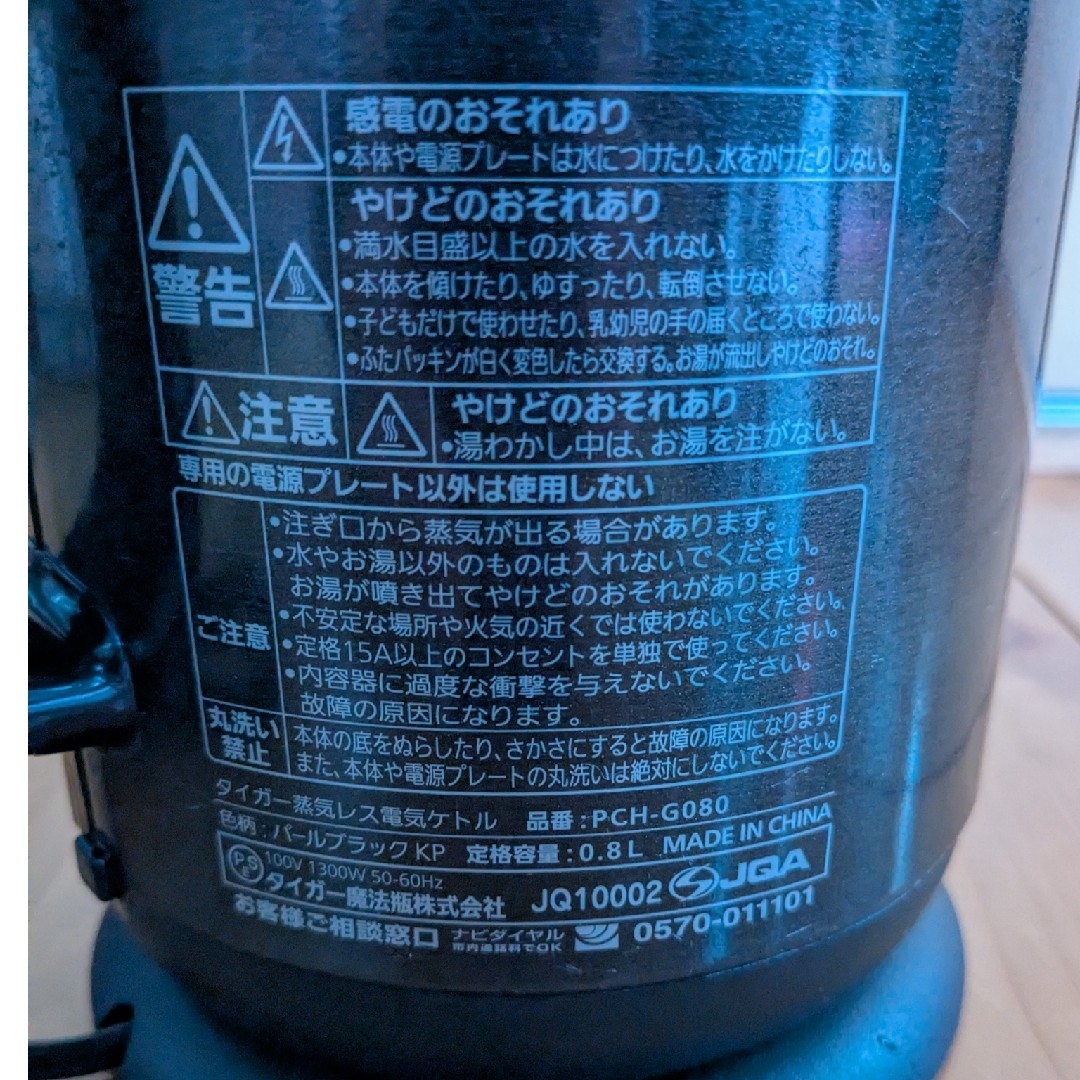 警告
感電のおそれあり
•本体や電源プレートは水につけたり、水をかけたりしない。
やけどのおそれあり
•満水目盛以上の水を入れない。
•本体を傾けたり、ゆすったり、転倒させない。
•子どもだけで使わせたり、乳幼児の手の届くところで使わない。
•ふたパッキンが白く変色したら交換する。お湯が流出しやけどのおそれ。
注意
やけどのおそれあり
•湯わかし中は、お湯を注がない。
専用の電源プレート以外は使用しない
ご注意
•注ぎ口から蒸気が出る場合があります。
•水やお湯以外のものは入れないでください。
お湯が噴き出てやけどのおそれがあります。
•不安定な場所や火気の近くでは使わないでください。
•定格15A以上のコンセントを単独で使ってください。
•内容器に過度な衝撃を与えないでください。
故障の原因になります。
丸洗い
禁止
本体の底をぬらしたり、さかさにすると故障の原因になります。
また、本体や電源プレートの丸洗いは絶対にしないでください。
タイガー蒸気レス電気ケトル 品番:PCH-G080
色柄:パールブラック KP 定格容量:0.8L MADE IN CHINA
PSE 100V 1300W 50-60Hz
タイガー魔法瓶株式会社 JQ10002 JQA
お客様ご相談窓口 ナビダイヤル 0570-011101
市内通話料でOK